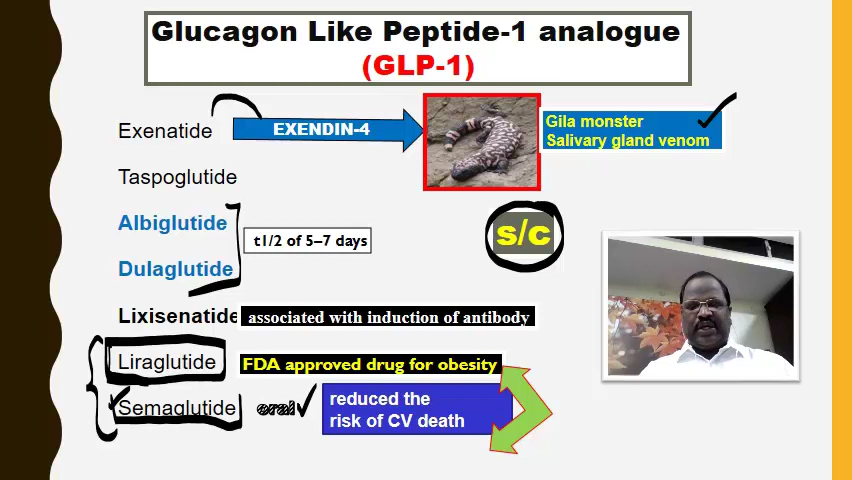 Glucagon Like Peptide-1 analogue
(GLP-1)
Exenatide
EXENDIN-4
Gila monster
Salivary gland venom
Taspoglutide
Albiglutide
t1/2 of 5–7 days
s/c
Dulaglutide
Lixisenatide associated with induction of antibody
Liraglutide FDA approved drug for obesity
Semaglutide oral
reduced the
risk of CV death